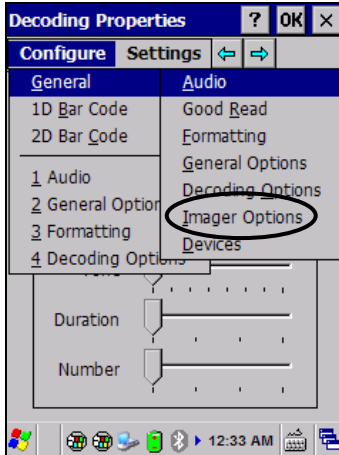 Decoding Properties ? OK ×
Configure Settings
General
1D Bar Code
2D Bar Code
1 Audio
2 General Option
3 Formatting
4 Decoding Options
Audio
Good Read
Formatting
General Options
Decoding Options
Imager Options
Devices
Tone
Duration
Number
12:33 AM